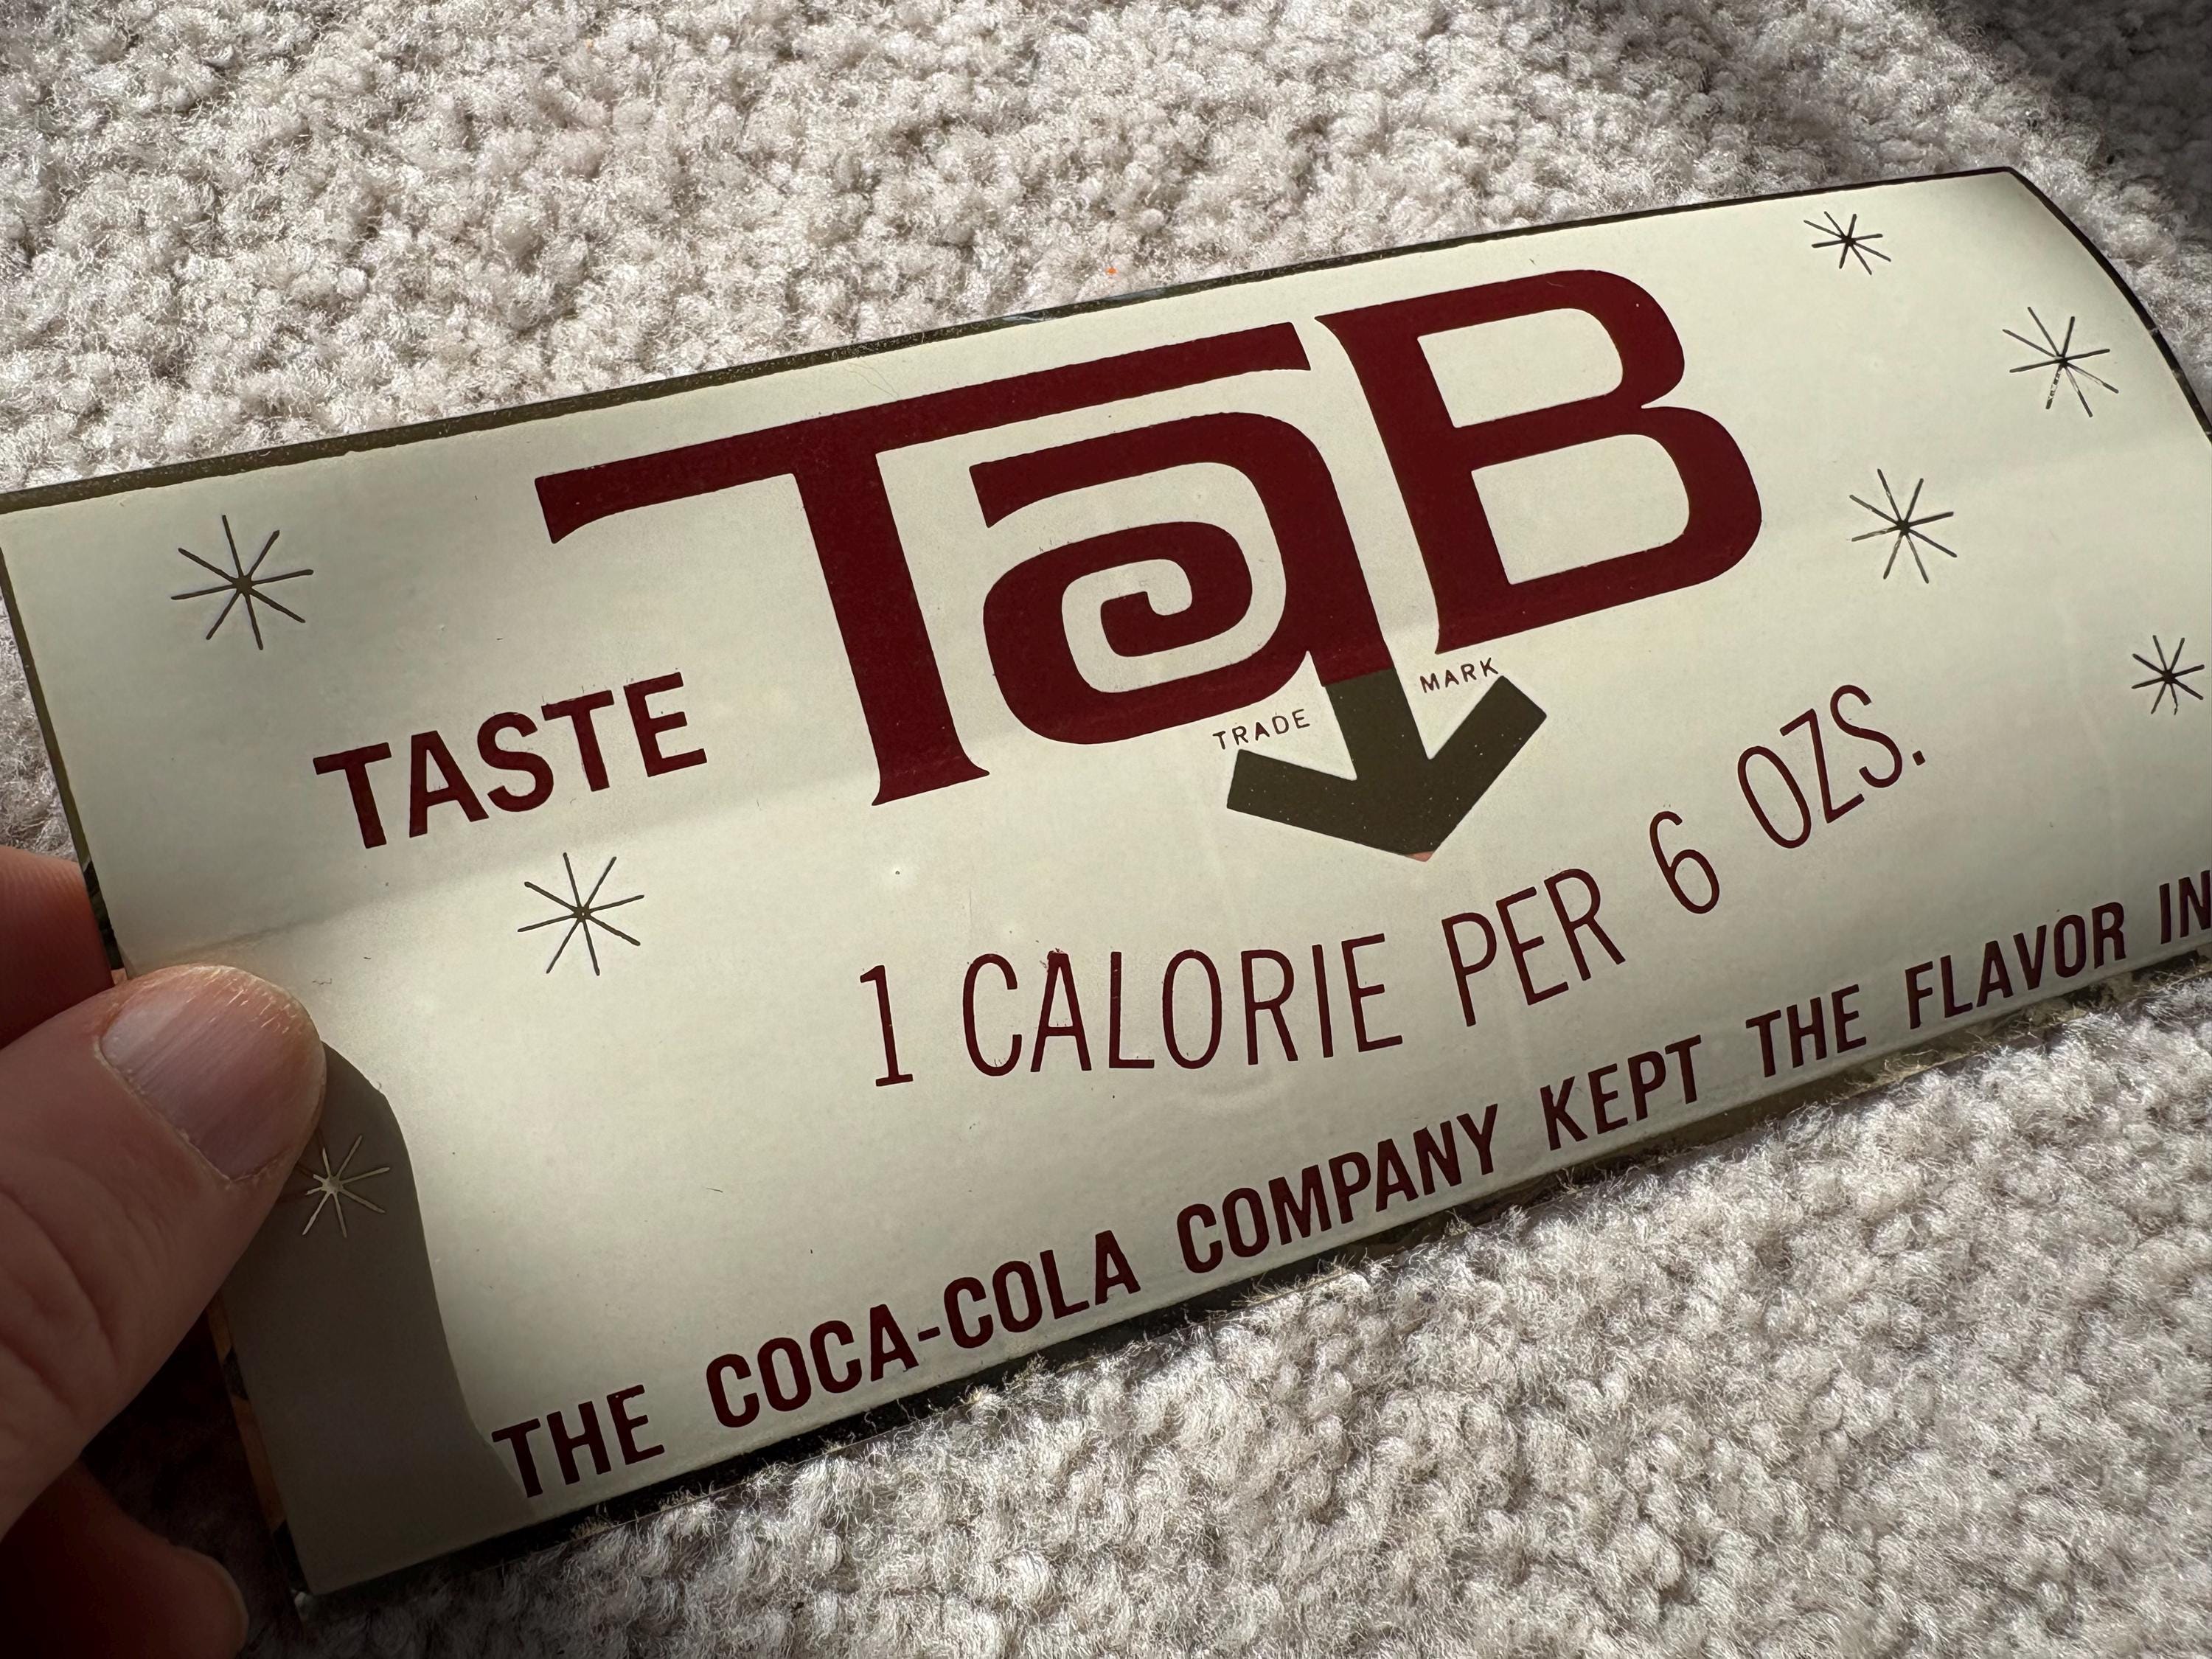 TaB
TASTE
TRADE MARK
1 CALORIE PER 6 OZS.
THE COCA-COLA COMPANY KEPT THE FLAVOR IN